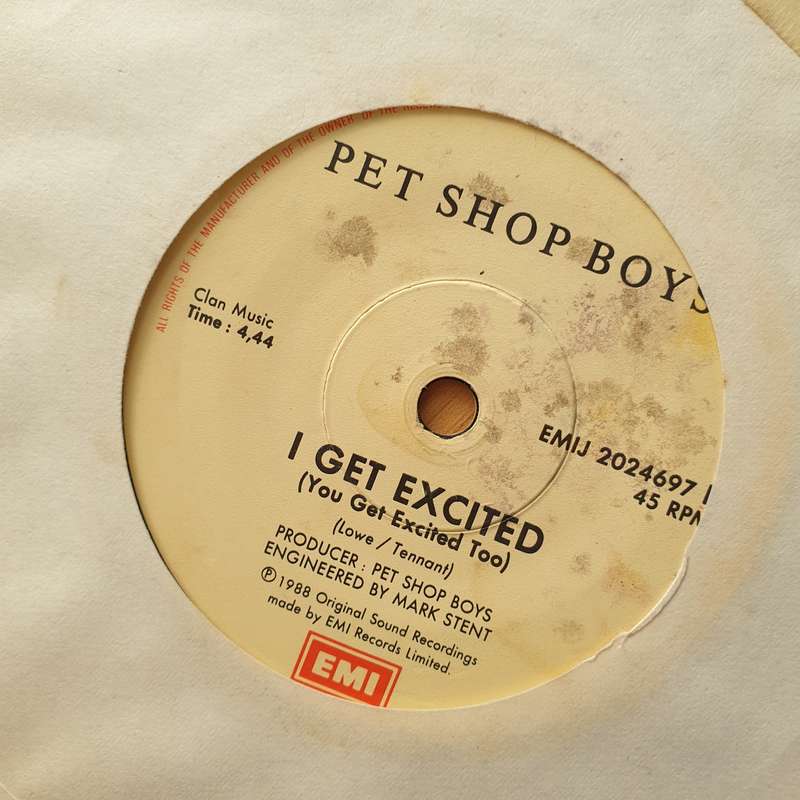 ALL RIGHTS OF THE MANUFACTURER AND OF THE OWNER OF THE
PET SHOP BOYS
Clan Music
Time : 4,44
EMIJ 2024697
45 RPM
I GET EXCITED
(You Get Excited Too)
(Lowe / Tennant)
PRODUCER : PET SHOP BOYS
ENGINEERED BY MARK STENT
℗ 1988 Original Sound Recordings
made by EMI Records Limited.
EMI